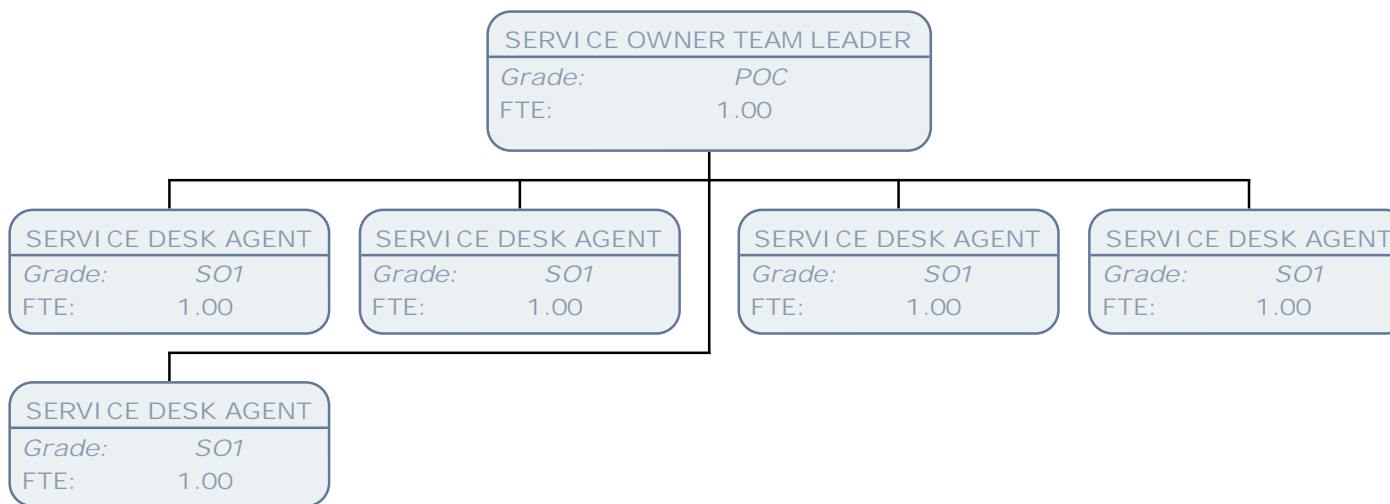 SERVICE OWNER TEAM LEADER
Grade: POC
FTE: 1.00
SERVICE DESK AGENT
Grade: SO1
FTE: 1.00
SERVICE DESK AGENT
Grade: SO1
FTE: 1.00
SERVICE DESK AGENT
Grade: SO1
FTE: 1.00
SERVICE DESK AGENT
Grade: SO1
FTE: 1.00
SERVICE DESK AGENT
Grade: SO1
FTE: 1.00